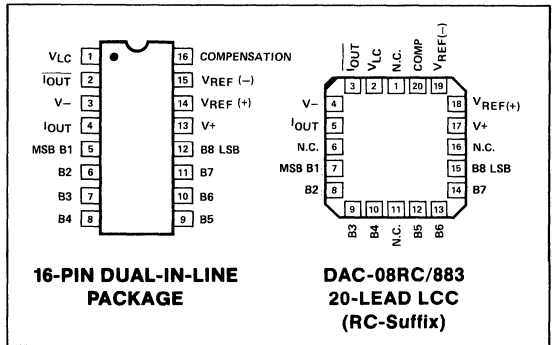 VLC 1
IOUT 2
V− 3
IOUT 4
MSB B1 5
B2 6
B3 7
B4 8
16 COMPENSATION
15 VREF (−)
14 VREF (+)
13 V+
12 B8 LSB
11 B7
10 B6
9 B5
16-PIN DUAL-IN-LINE
PACKAGE
IOUT
VLC
N.C.
COMP
VREF(−)
3 2 1 20 19
V− 4
IOUT 5
N.C. 6
MSB B1 7
B2 8
18 VREF(+)
17 V+
16 N.C.
15 B8 LSB
14 B7
9 10 11 12 13
B3
B4
N.C.
B5
B6
DAC-08RC/883
20-LEAD LCC
(RC-Suffix)